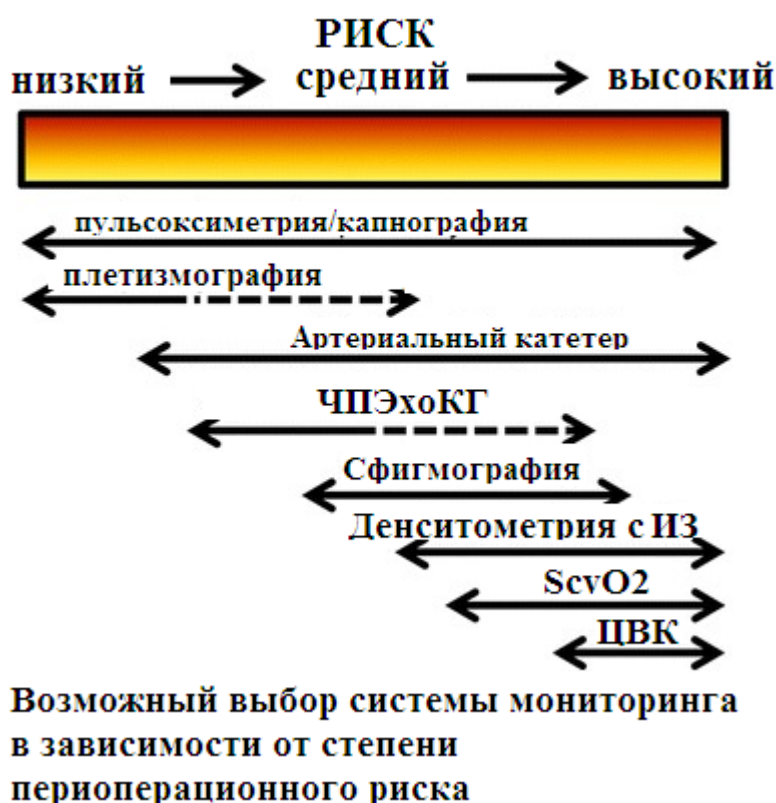 РИСК
низкий средний высокий
пульсоксиметрия/капнография
плетизмография
Артериальный катетер
ЧПЭхоКГ
Сфигмография
Денситометрия с ИЗ
ScvO2
ЦВК
Возможный выбор системы мониторинга
в зависимости от степени
периоперационного риска